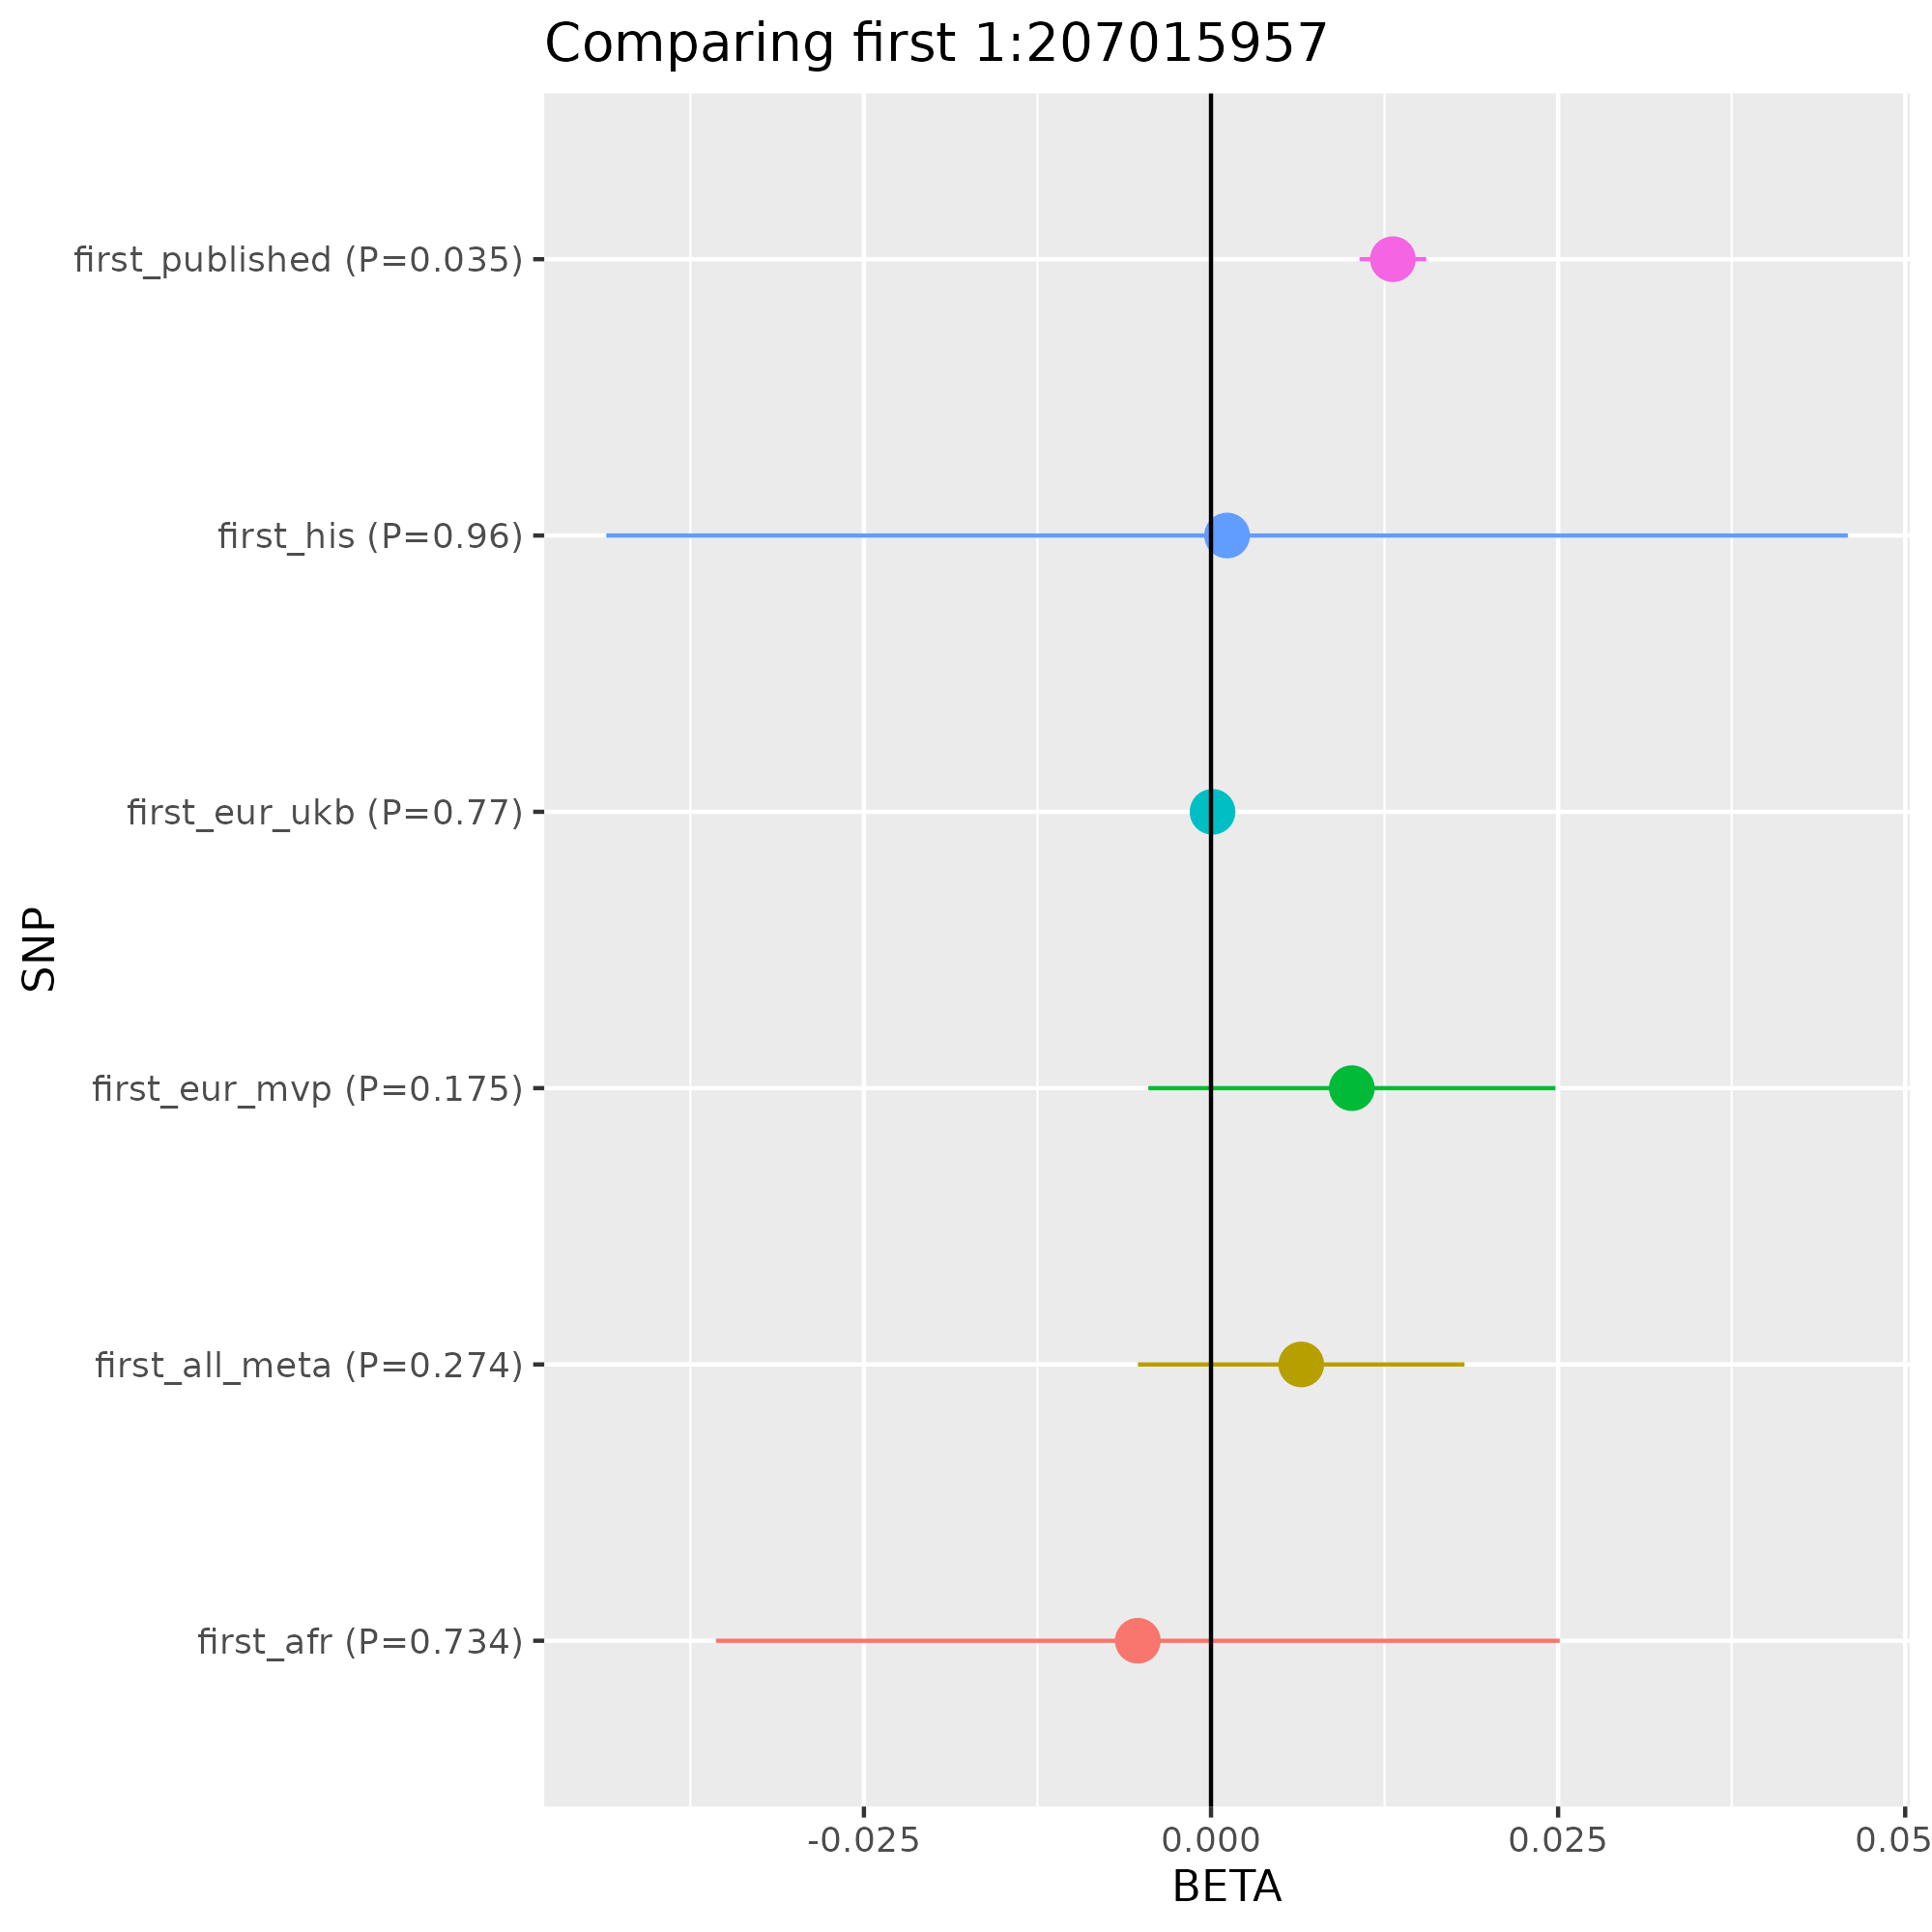 Comparing first 1:207015957
first_published (P=0.035)
first_his (P=0.96)
first_eur_ukb (P=0.77)
SNP
first_eur_mvp (P=0.175)
first_all_meta (P=0.274)
first_afr (P=0.734)
-0.025 0.000 0.025 0.05
BETA